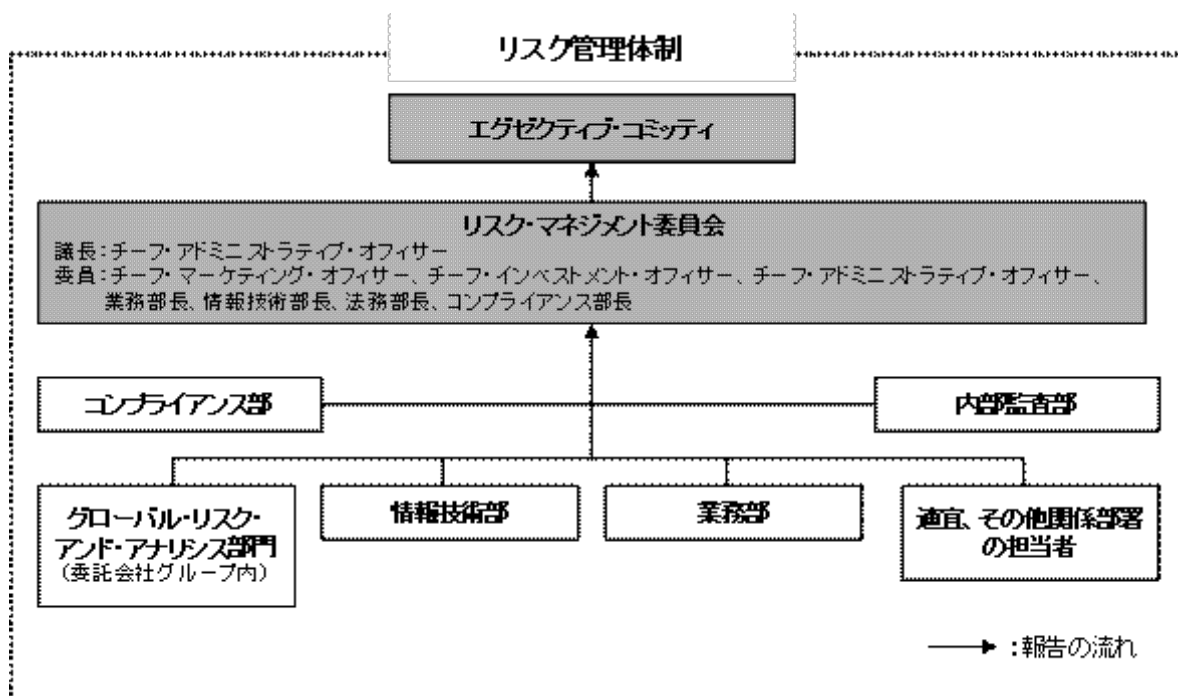 リスク管理体制
エグゼクティブ・コミッティ
リスク・マネジメント委員会
議長：チーフ・アドミニストラティブ・オフィサー
委員：チーフ・マーケティング・オフィサー、チーフ・インベストメント・オフィサー、チーフ・アドミニストラティブ・オフィサー、
業務部長、情報技術部長、法務部長、コンプライアンス部長
コンプライアンス部
内部監査部
グローバル・リスク・
アンド・アナリシス部門
（委託会社グループ内）
情報技術部
業務部
適宜、その他関係部署
の担当者
：報告の流れ